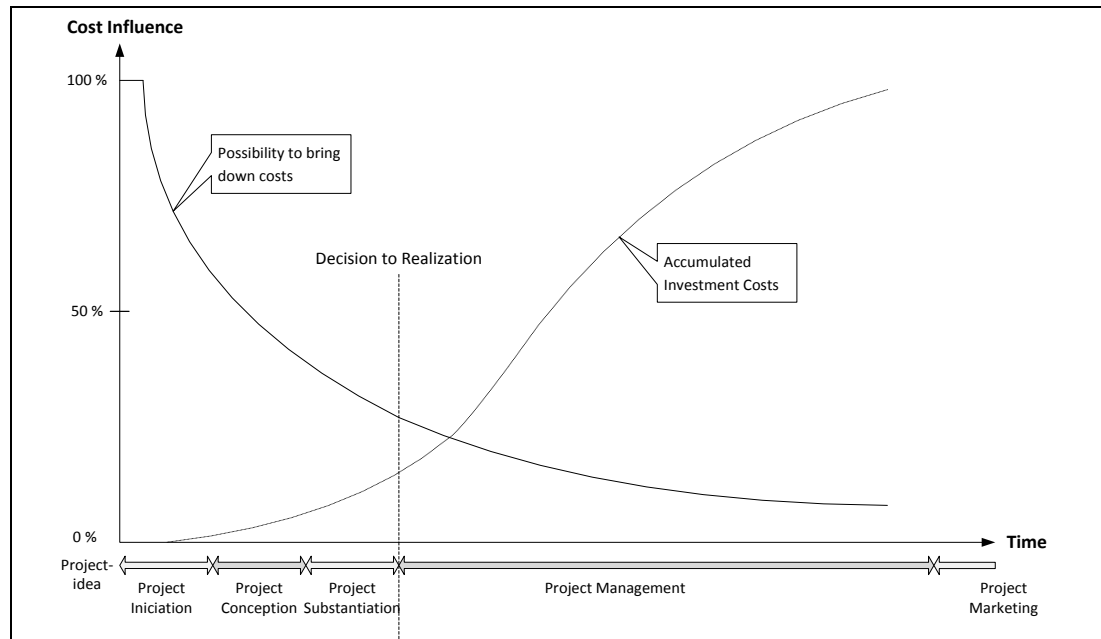 Cost Influence
100 %
Possibility to bring
down costs
Decision to Realization
Accumulated
Investment Costs
50 %
0 %
Time
Project-
idea
Project
Iniciation
Project
Conception
Project
Substantiation
Project Management
Project
Marketing